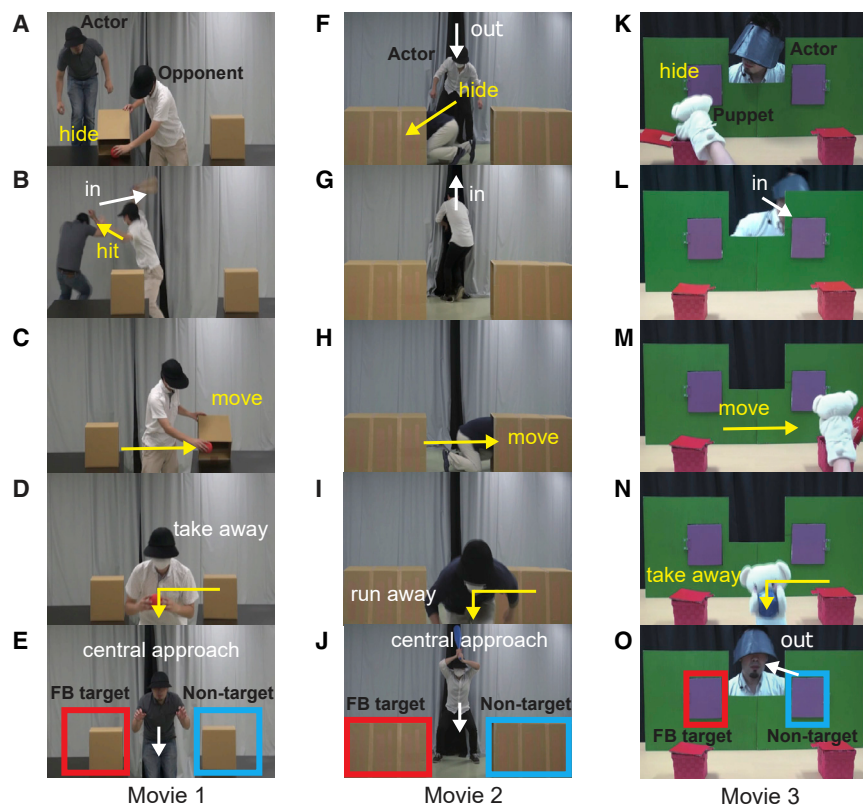 A
Actor
Opponent
hide
B
in
hit
C
move
D
take away
E
central approach
FB target
Non-target
Movie 1
F
Actor
out
hide
G
in
H
move
I
run away
J
central approach
FB target
Non-target
Movie 2
K
Actor
hide
Puppet
L
in
M
move
N
take away
O
out
FB target
Non-target
Movie 3